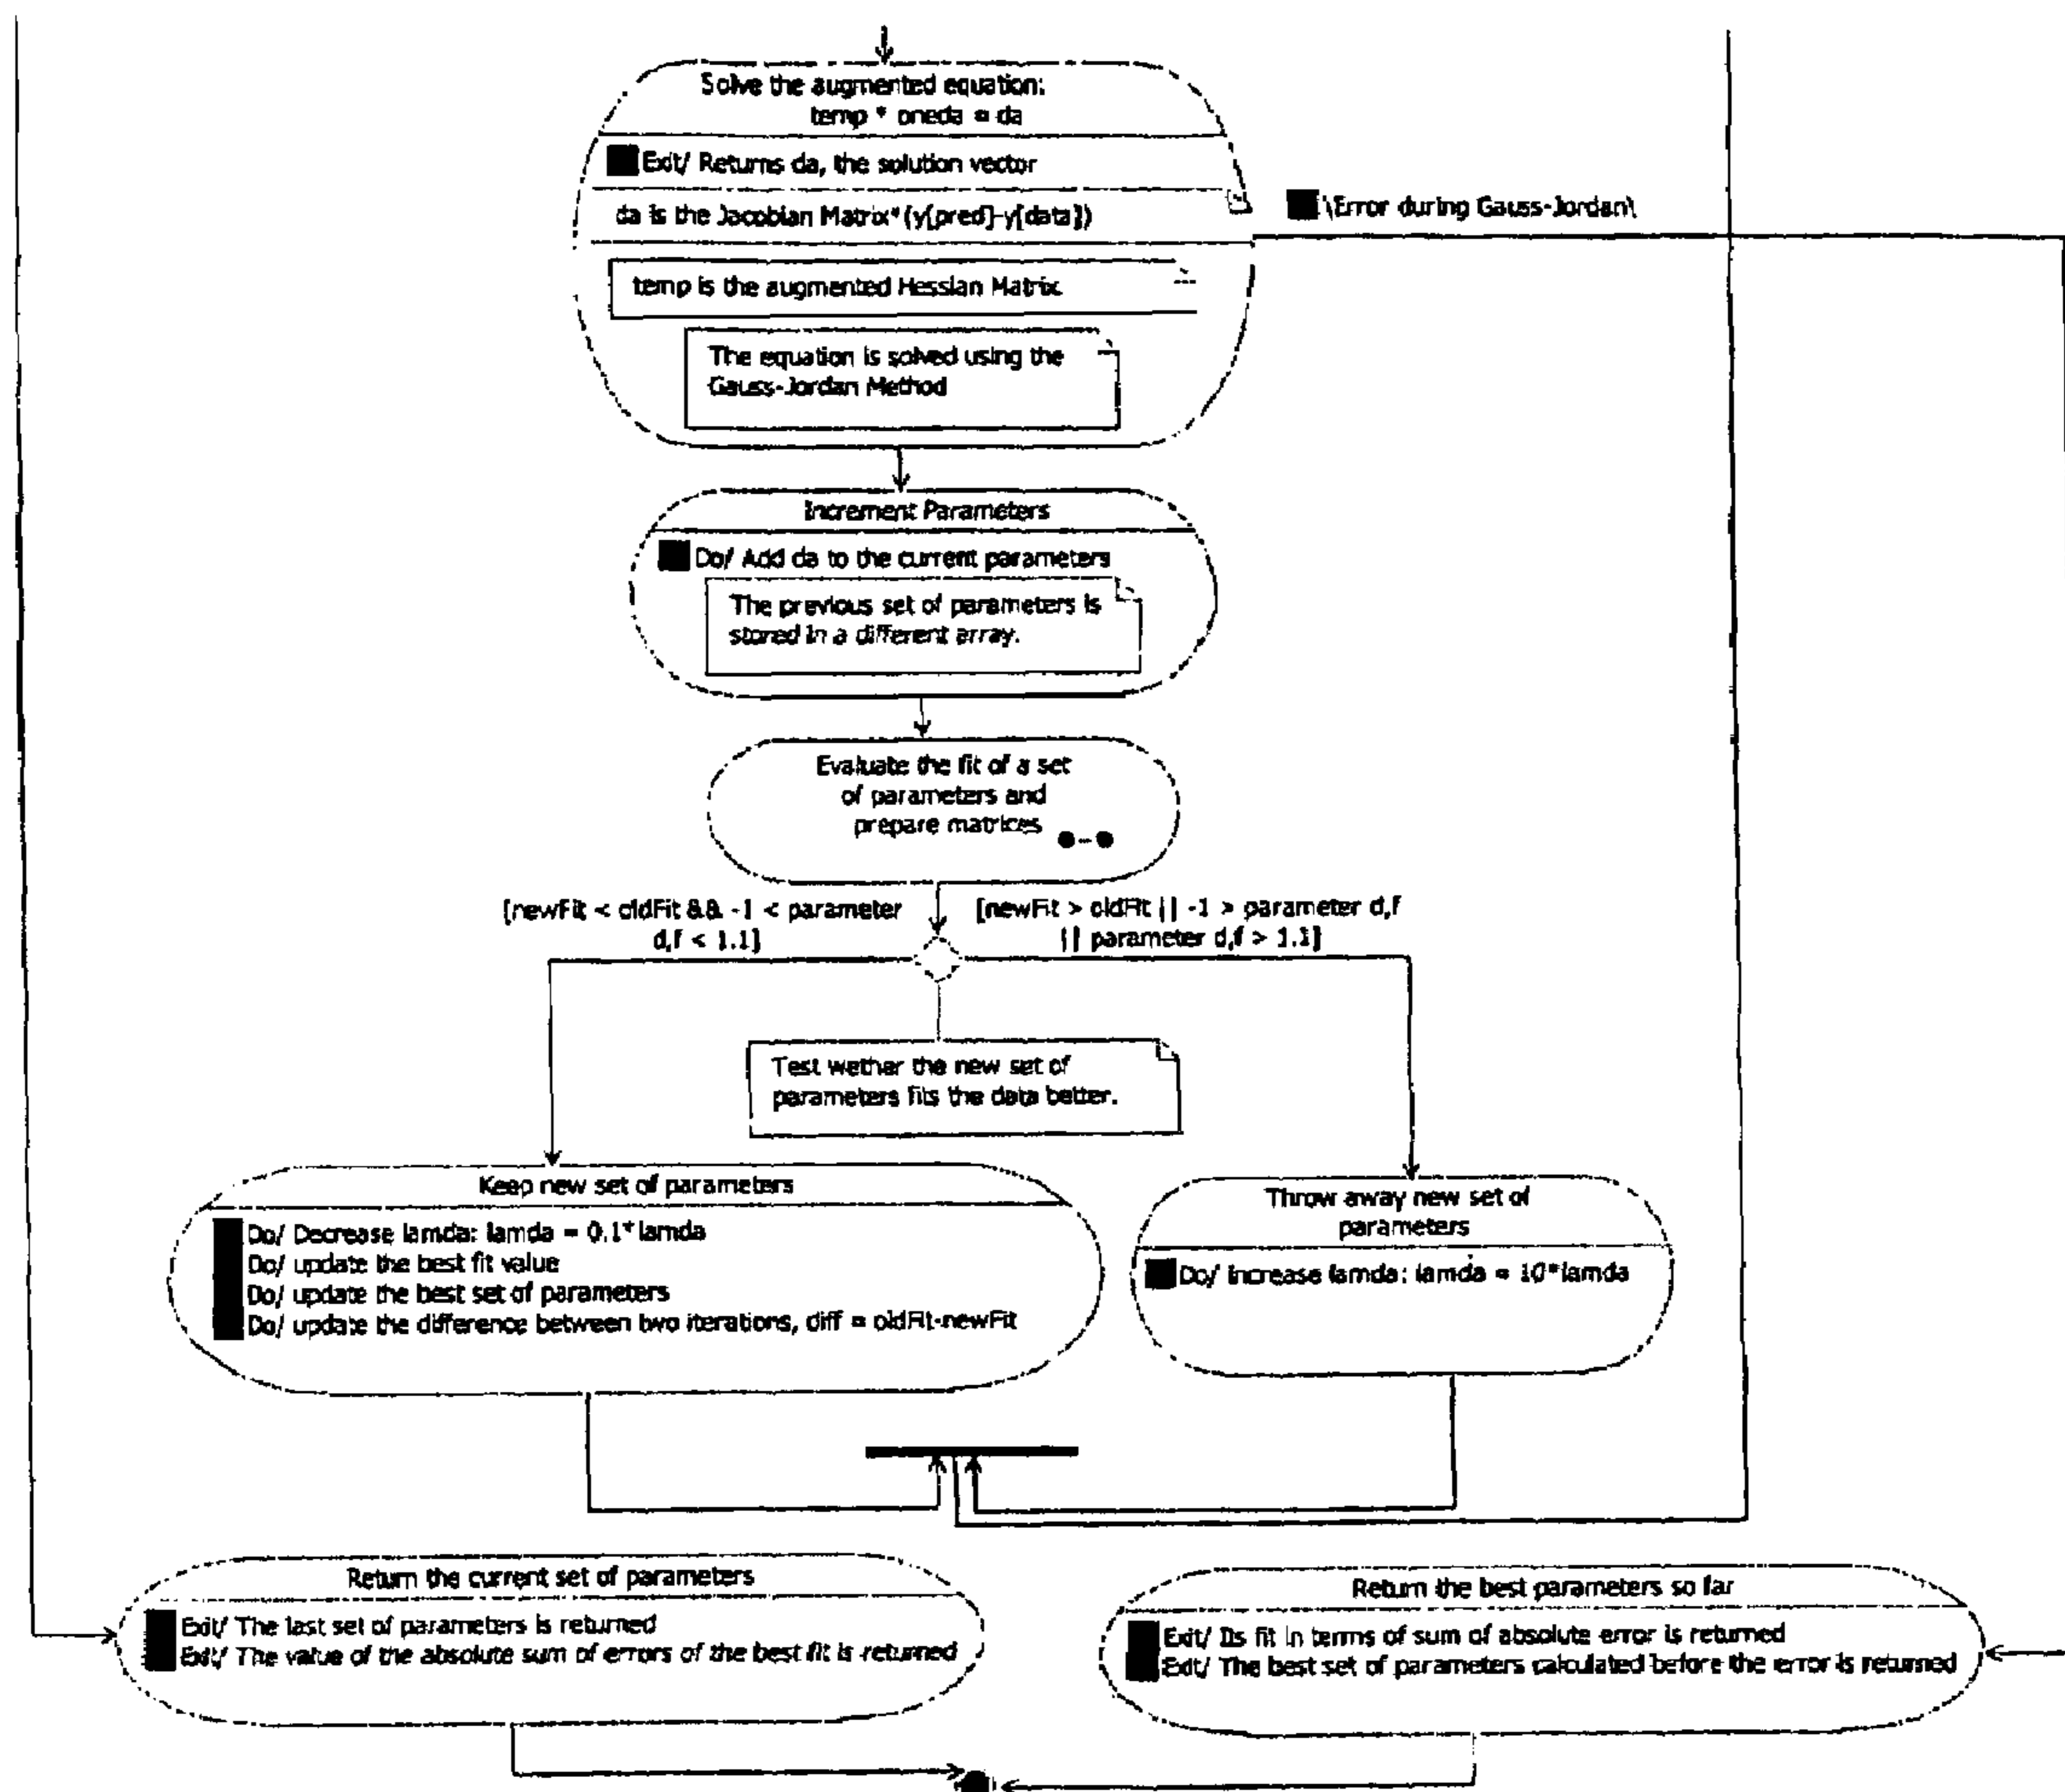 Solve the augmented equation:
temp * oneda = da
Exit/ Returns da, the solution vector
da is the Jacobian Matrix*(y[pred]-y[data])
\Error during Gauss-Jordan\
temp is the augmented Hessian Matrix
The equation is solved using the
Gauss-Jordan Method
Increment Parameters
Do/ Add da to the current parameters
The previous set of parameters is
stored in a different array.
Evaluate the fit of a set
of parameters and
prepare matrices
[newFit < oldFit && -1 < parameter
d,f < 1.1]
[newFit > oldFit || -1 > parameter d,f
|| parameter d,f > 1.1]
Test wether the new set of
parameters fits the data better.
Keep new set of parameters
Do/ Decrease lamda: lamda = 0.1*lamda
Do/ update the best fit value
Do/ update the best set of parameters
Do/ update the difference between two iterations, diff = oldFit-newFit
Throw away new set of
parameters
Do/ Increase lamda: lamda = 10*lamda
Return the current set of parameters
Exit/ The last set of parameters is returned
Exit/ The value of the absolute sum of errors of the best fit is returned
Return the best parameters so far
Exit/ Its fit in terms of sum of absolute error is returned
Exit/ The best set of parameters calculated before the error is returned